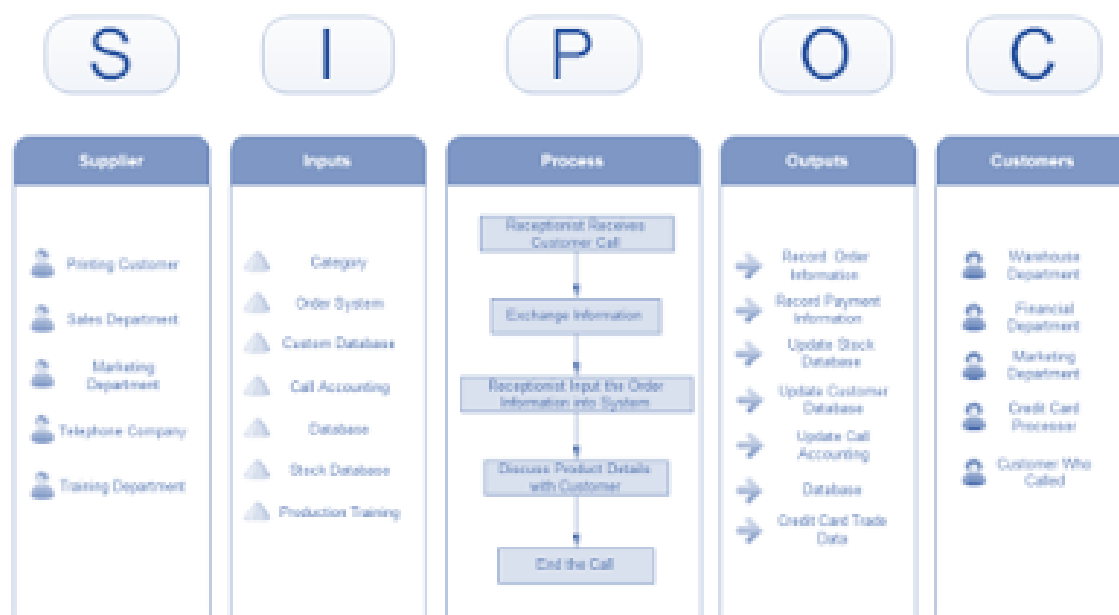 S
I
P
O
C
Supplier
Printing Customer
Sales Department
Marketing
Department
Telephone Company
Training Department
Inputs
Category
Order System
Custom Database
Call Accounting
Database
Stock Database
Production Training
Process
Receptionist Receives
Customer Call
Exchange Information
Receptionist Input the Order
Information into System
Discuss Product Details
with Customer
End the Call
Outputs
Record Order
Information
Record Payment
Information
Update Stock
Database
Update Customer
Database
Update Call
Accounting
Database
Credit Card Trade
Data
Customers
Warehouse
Department
Financial
Department
Marketing
Department
Credit Card
Processor
Customer Who
Called